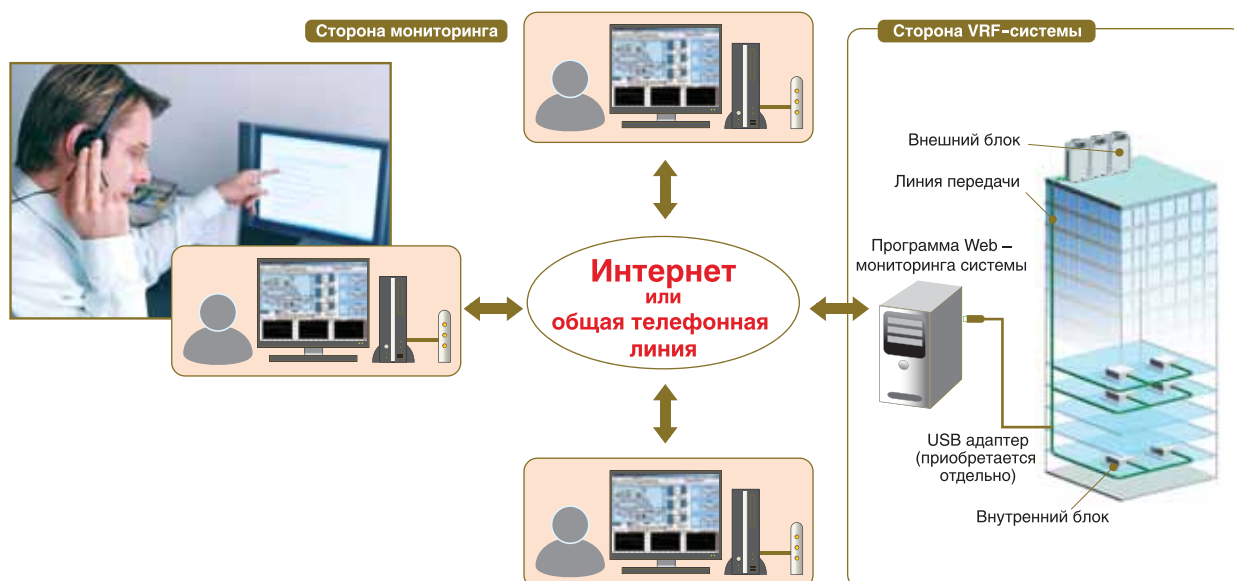 Сторона мониторинга
Сторона VRF-системы
Внешний блок
Линия передачи
Программа Web –
мониторинга системы
Интернет
или
общая телефонная
линия
USB адаптер
(приобретается
отдельно)
Внутренний блок